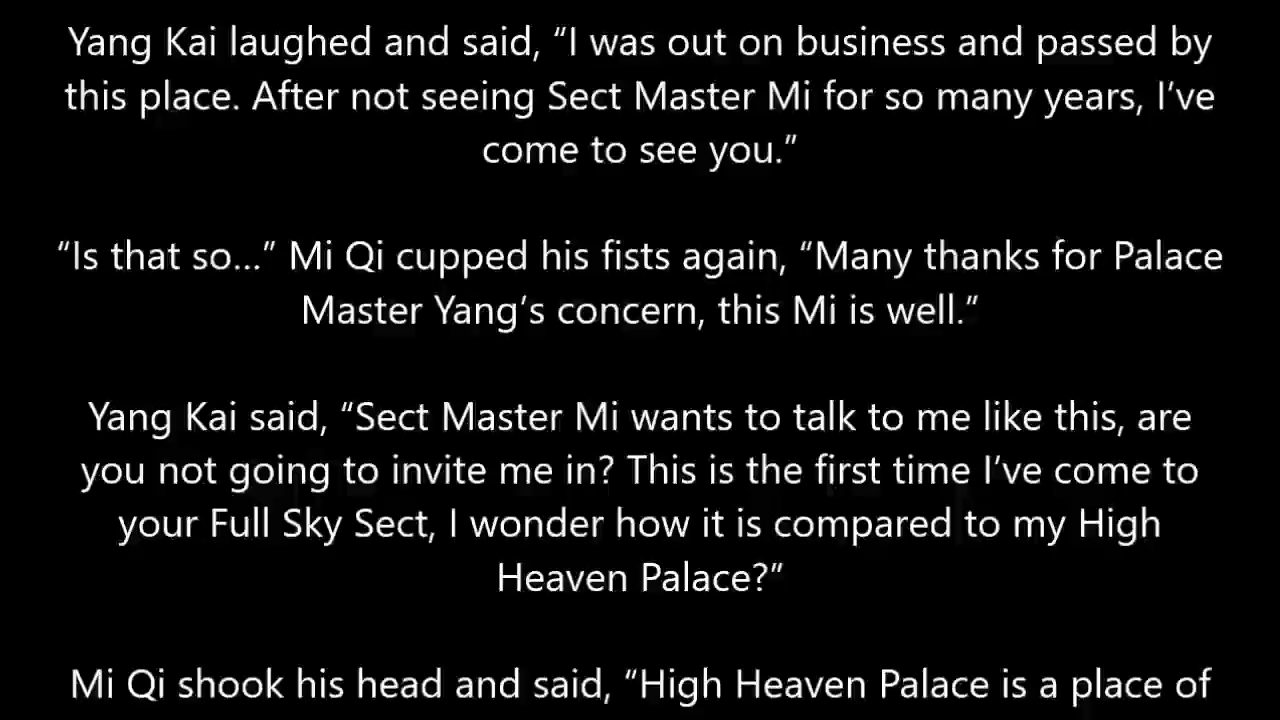 Yang Kai laughed and said, “I was out on business and passed by
this place. After not seeing Sect Master Mi for so many years, I’ve
come to see you.”
“Is that so…” Mi Qi cupped his fists again, “Many thanks for Palace
Master Yang’s concern, this Mi is well.”
Yang Kai said, “Sect Master Mi wants to talk to me like this, are
you not going to invite me in? This is the first time I’ve come to
your Full Sky Sect, I wonder how it is compared to my High
Heaven Palace?”
Mi Qi shook his head and said, “High Heaven Palace is a place of